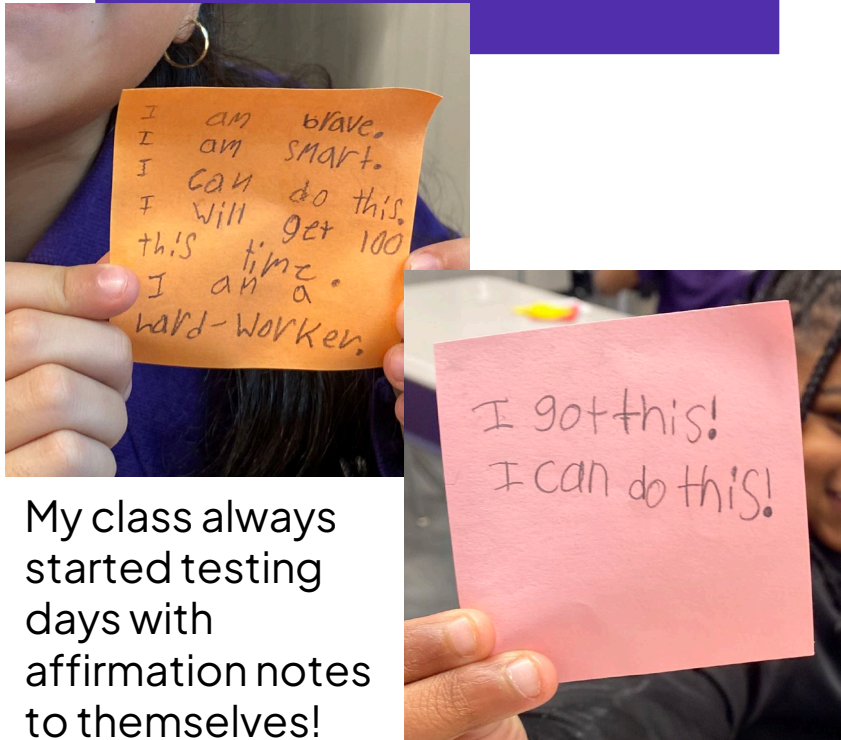 I am brave.
I am smart.
I can do this.
I will get 100
this time.
I an a
hard-worker.
I got this!
I can do this!
My class always
started testing
days with
affirmation notes
to themselves!